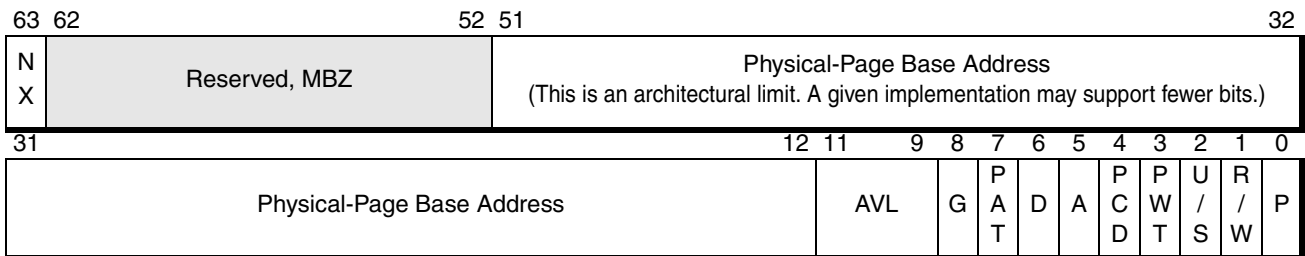 63 62 52 51 32
N
X
Reserved, MBZ
Physical-Page Base Address
(This is an architectural limit. A given implementation may support fewer bits.)
31 12 11 9 8 7 6 5 4 3 2 1 0
Physical-Page Base Address
AVL
G
P
A
T
D
A
P
C
D
P
W
T
U
/
S
R
/
W
P